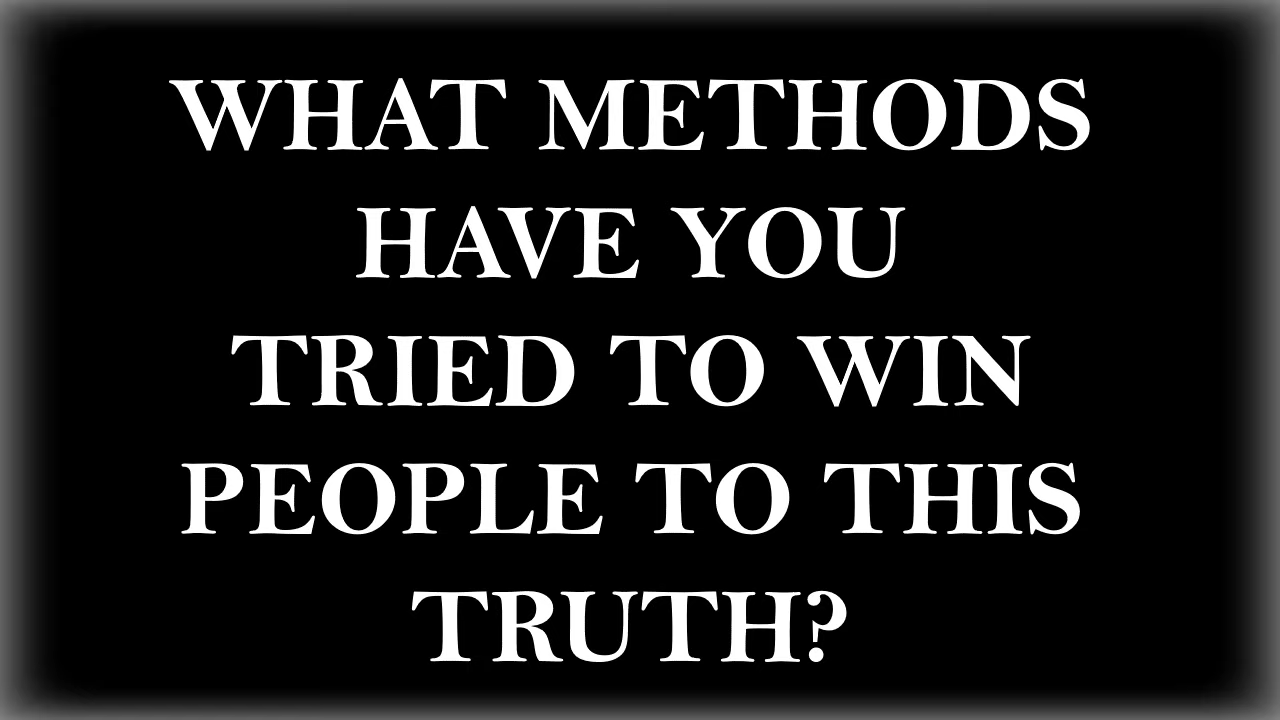 WHAT METHODS
HAVE YOU
TRIED TO WIN
PEOPLE TO THIS
TRUTH?